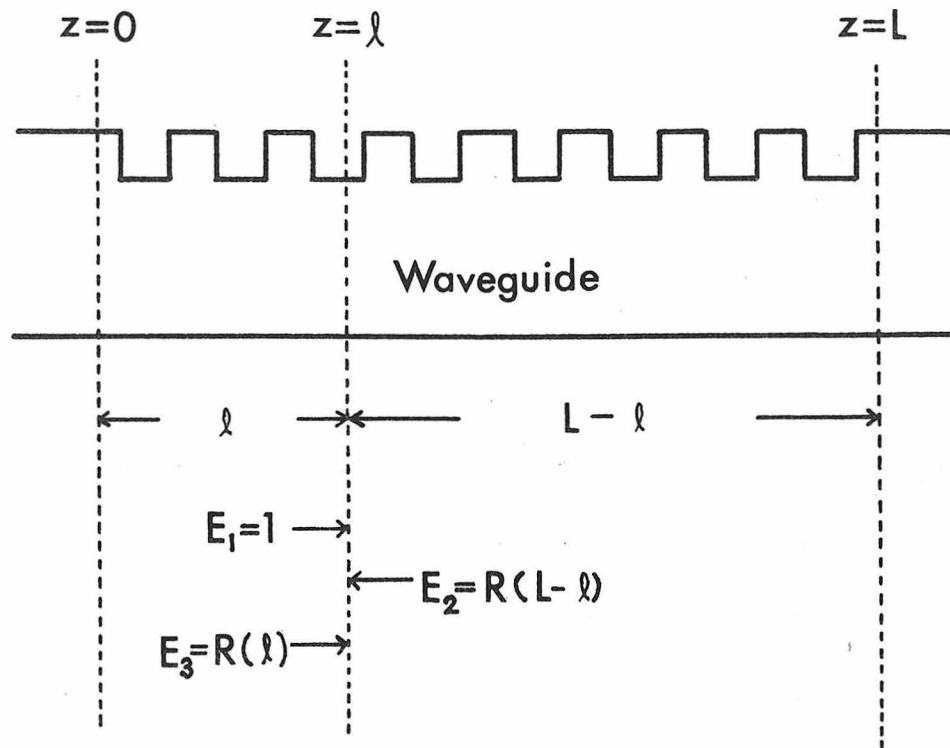 z=0 z=ℓ z=L
Waveguide
ℓ L-ℓ
E₁=1
E₂=R(L-ℓ)
E₃=R(ℓ)